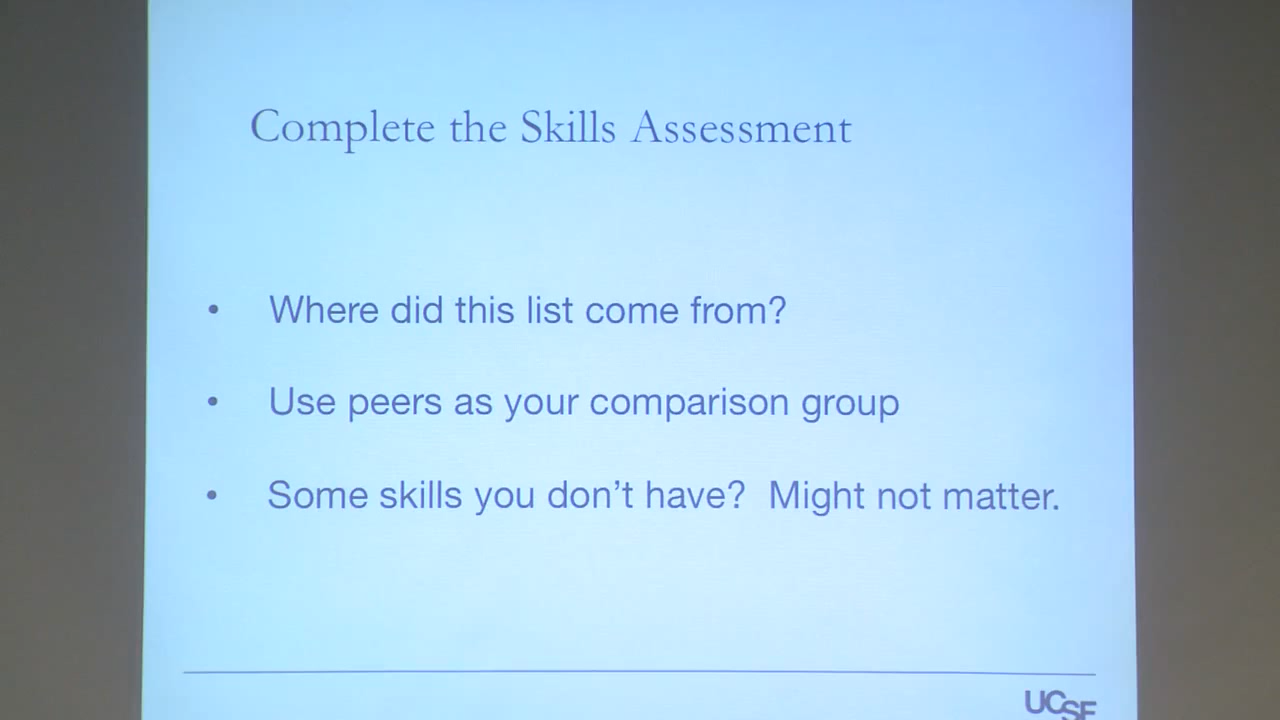 Complete the Skills Assessment
• Where did this list come from?
• Use peers as your comparison group
• Some skills you don't have?  Might not matter.
UCSF